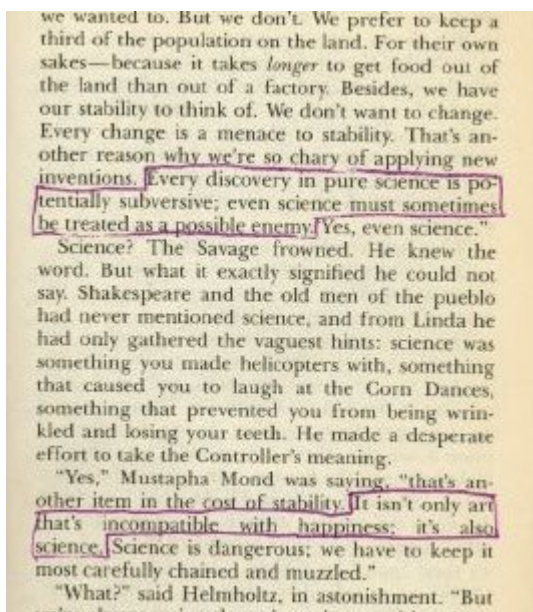 we wanted to. But we don't. We prefer to keep a
third of the population on the land. For their own
sakes—because it takes longer to get food out of
the land than out of a factory. Besides, we have
our stability to think of. We don't want to change.
Every change is a menace to stability. That's an-
other reason why we're so chary of applying new
inventions. Every discovery in pure science is po-
tentially subversive; even science must sometimes
be treated as a possible enemy. Yes, even science."
Science? The Savage frowned. He knew the
word. But what it exactly signified he could not
say. Shakespeare and the old men of the pueblo
had never mentioned science, and from Linda he
had only gathered the vaguest hints: science was
something you made helicopters with, something
that caused you to laugh at the Corn Dances,
something that prevented you from being wrin-
kled and losing your teeth. He made a desperate
effort to take the Controller's meaning.
"Yes," Mustapha Mond was saying, "that's an-
other item in the cost of stability. It isn't only art
that's incompatible with happiness; it's also
science. Science is dangerous; we have to keep it
most carefully chained and muzzled."
"What?" said Helmholtz, in astonishment. "But